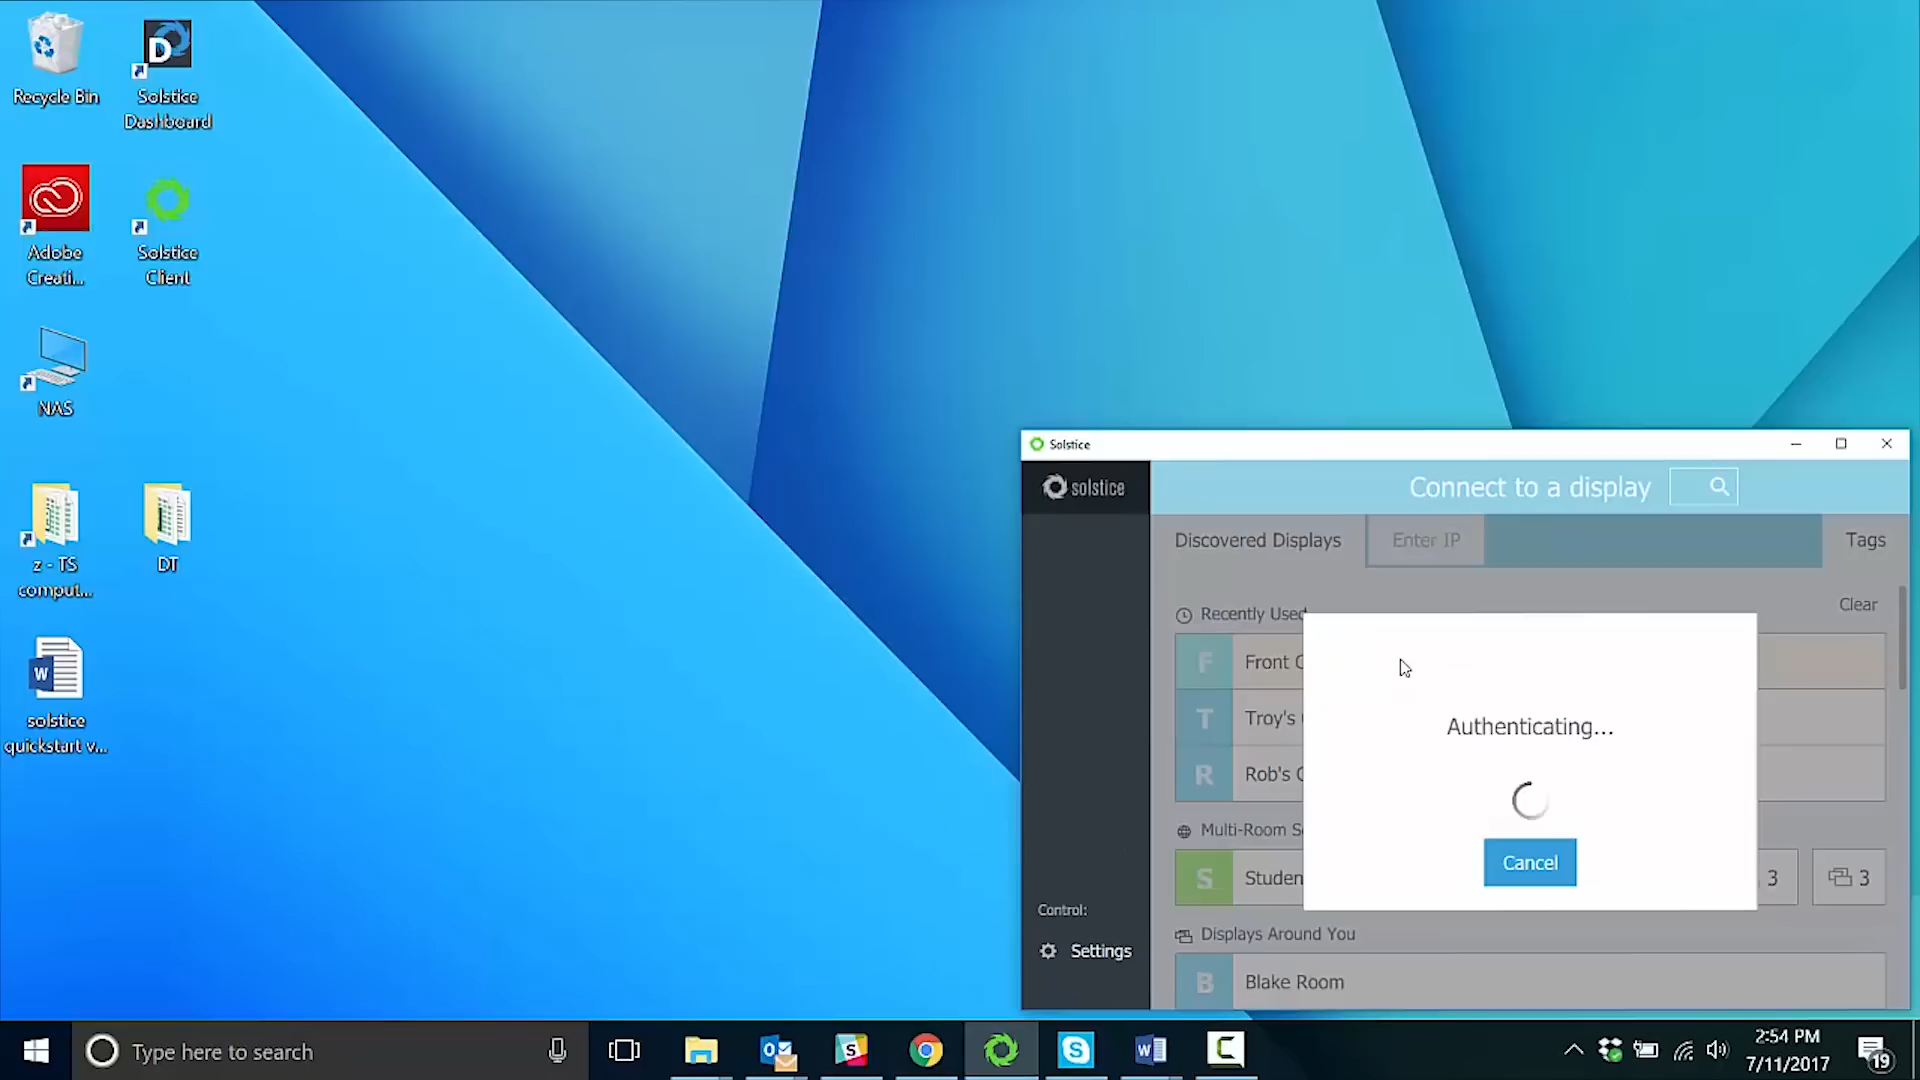 Recycle Bin
Solstice
Dashboard
Adobe
Creati...
Solstice
Client
NAS
z - TS
comput...
DT
solstice
quickstart v...
Solstice
solstice
Connect to a display
Discovered Displays
Enter IP
Tags
Recently Used
Clear
F
Front
T
Troy's
R
Rob's
Authenticating...
Cancel
Multi-Room S
S
Studen
3
3
Displays Around You
B
Blake Room
Control:
Settings
Type here to search
2:54 PM
7/11/2017
19